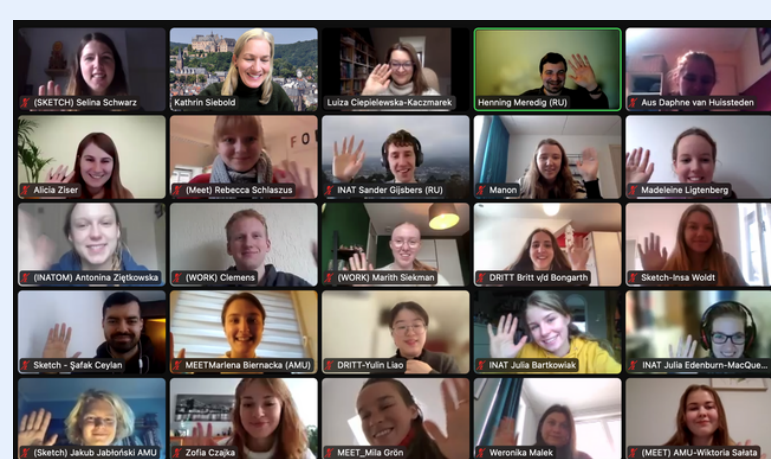 (SKETCH) Selina Schwarz
Kathrin Siebold
Luiza Ciepielewska-Kaczmarek
Henning Meredig (RU)
Aus Daphne van Huissteden
Alicia Ziser
FO
(Meet) Rebecca Schlaszus
INAT Sander Gijsbers (RU)
Manon
Madeleine Ligtenberg
(INATOM) Antonina Ziętkowska
(WORK) Clemens
(WORK) Marith Siekman
DRITT Britt v/d Bongarth
Sketch-Insa Woldt
Sketch - Şafak Ceylan
MEETMarlena Biernacka (AMU)
DRITT-Yulin Liao
INAT Julia Bartkowiak
INAT Julia Edenburn-MacQue...
(Sketch) Jakub Jabłoński AMU
Zofia Czajka
MEET_Mila Grön
Weronika Malek
(MEET) AMU-Wiktoria Sałata